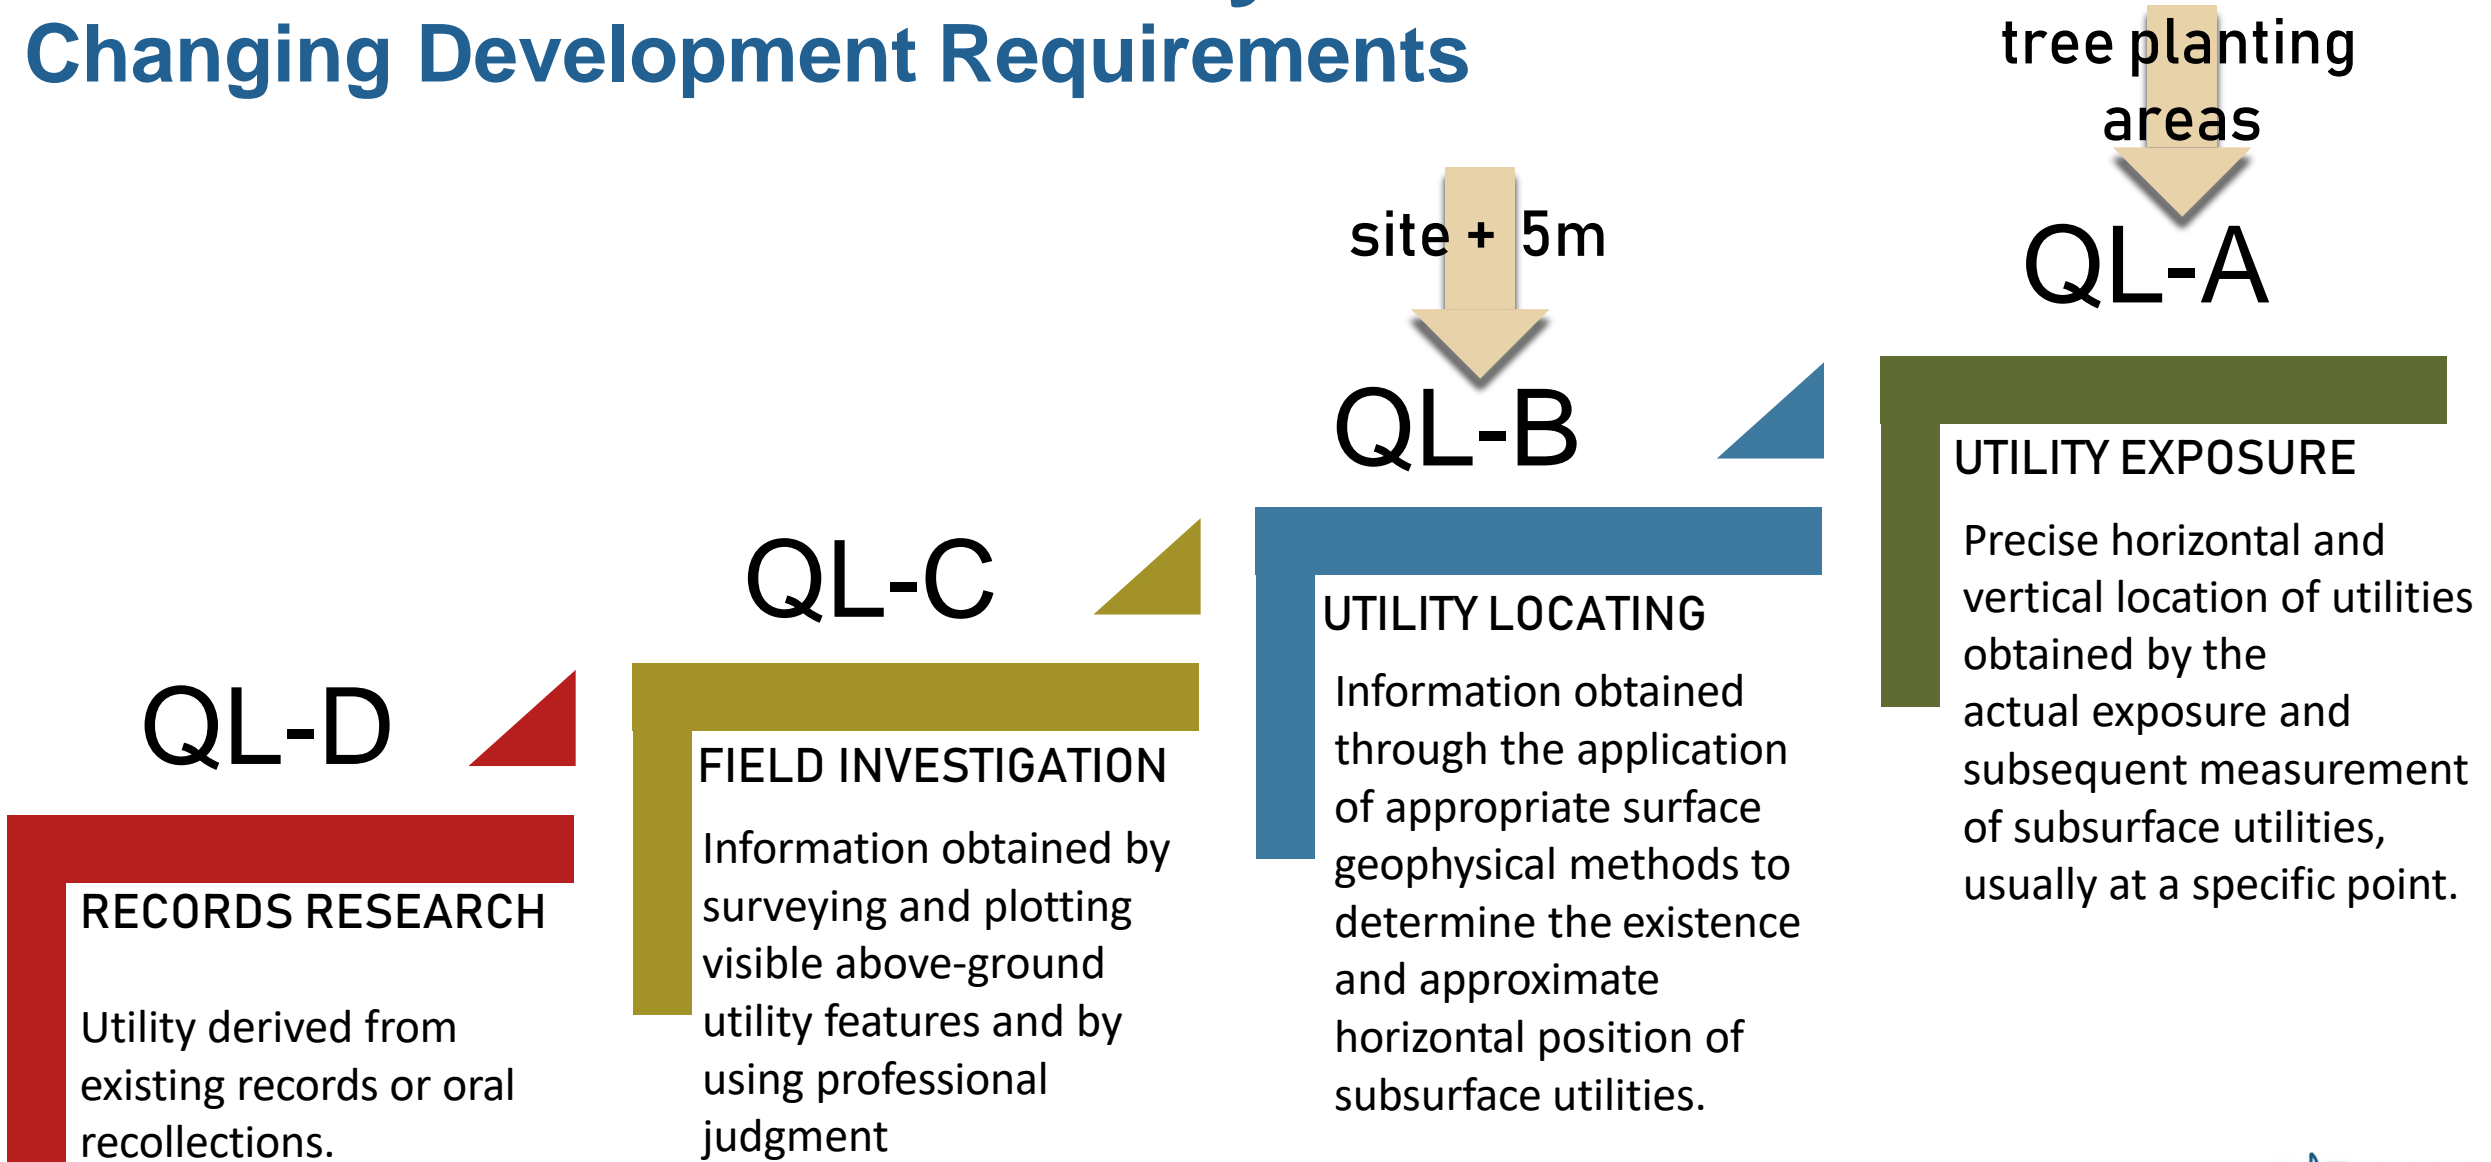 Changing Development Requirements
tree planting
areas
site + 5m
QL-A
QL-B
UTILITY EXPOSURE
Precise horizontal and
vertical location of utilities
obtained by the
actual exposure and
subsequent measurement
of subsurface utilities,
usually at a specific point.
QL-C
UTILITY LOCATING
Information obtained
through the application
of appropriate surface
geophysical methods to
determine the existence
and approximate
horizontal position of
subsurface utilities.
QL-D
FIELD INVESTIGATION
Information obtained by
surveying and plotting
visible above-ground
utility features and by
using professional
judgment
RECORDS RESEARCH
Utility derived from
existing records or oral
recollections.